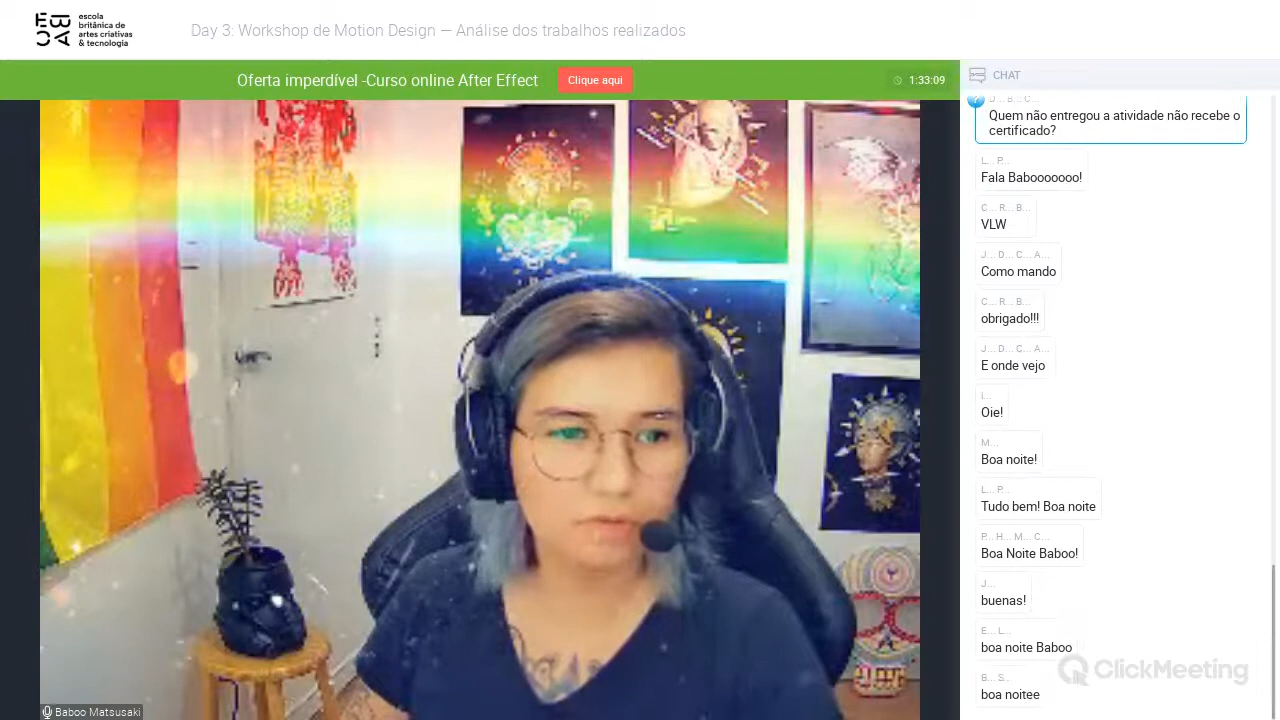 EBAC
escola
britânica de
artes criativas
& tecnologia
Day 3: Workshop de Motion Design — Análise dos trabalhos realizados
Oferta imperdível -Curso online After Effect
Clique aqui
1:33:09
CHAT
J... B... C...
Quem não entregou a atividade não recebe o
certificado?
L... P...
Fala Babooooooo!
C... R... B...
VLW
J... D... C... A...
Como mando
C... R... B...
obrigado!!!
J... D... C... A...
E onde vejo
I...
Oie!
M...
Boa noite!
L... P...
Tudo bem! Boa noite
P... H... M... C...
Boa Noite Baboo!
J...
buenas!
E... L...
boa noite Baboo
B... S...
boa noitee
ClickMeeting
Baboo Matsusaki